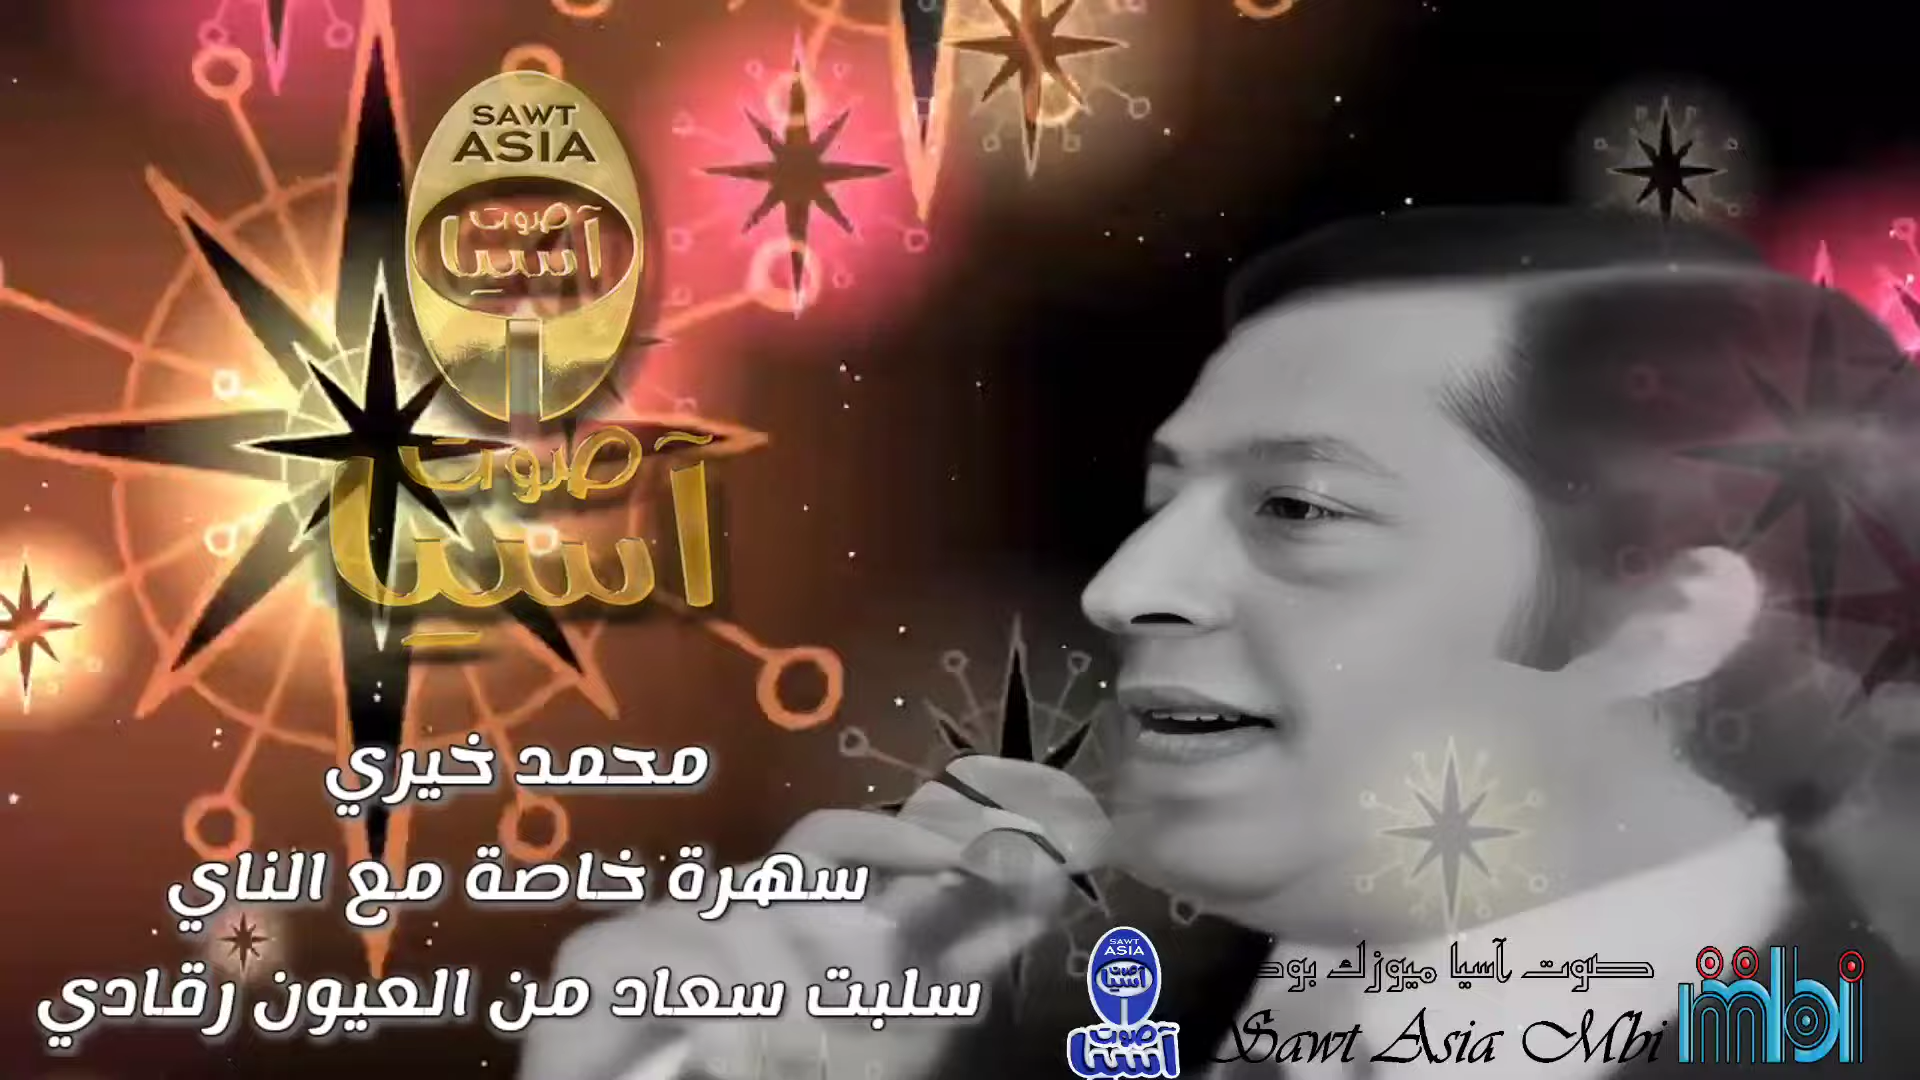 SAWT
ASIA
صوت
آسيا
صوت
آسيا
محمد خيري
سهرة خاصة مع الناي
سلبت سعاد من العيون رقادي
SAWT
ASIA
صوت
آسيا
صوت
آسيا
صوت آسيا ميوزك بود
Sawt Asia Mbi
mbi